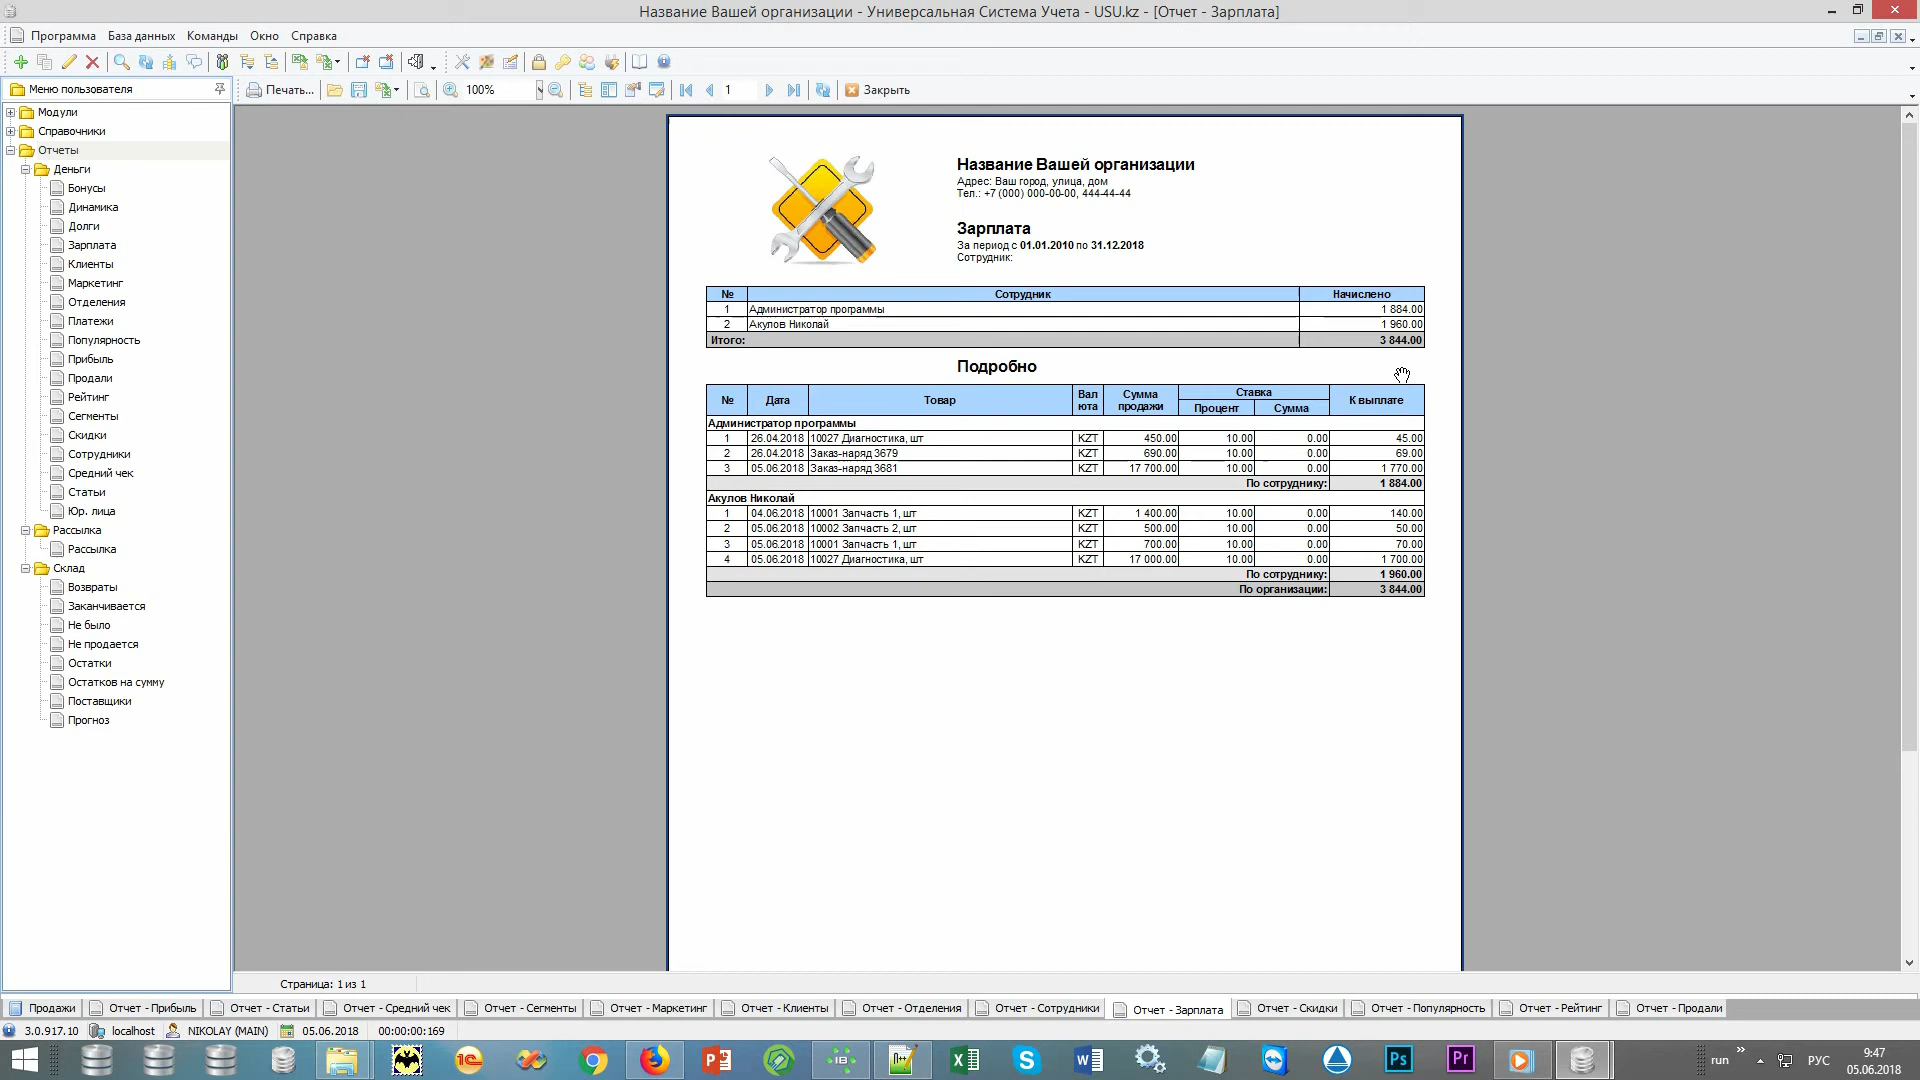 Название Вашей организации - Универсальная Система Учета - USU.kz - [Отчет - Зарплата]
Программа База данных Команды Окно Справка
Меню пользователя
Печать... 100% 1 Закрыть
Модули
Справочники
Отчеты
Деньги
Бонусы
Динамика
Долги
Зарплата
Клиенты
Маркетинг
Отделения
Платежи
Популярность
Прибыль
Продали
Рейтинг
Сегменты
Скидки
Сотрудники
Средний чек
Статьи
Юр. лица
Рассылка
Рассылка
Склад
Возвраты
Заканчивается
Не было
Не продается
Остатки
Остатков на сумму
Поставщики
Прогноз
Название Вашей организации
Адрес: Ваш город, улица, дом
Тел.: +7 (000) 000-00-00, 444-44-44
Зарплата
За период с 01.01.2010 по 31.12.2018
Сотрудник:
№ Сотрудник Начислено
1 Администратор программы 1 884.00
2 Акулов Николай 1 960.00
Итого: 3 844.00
Подробно
№ Дата Товар Вал юта Сумма продажи Ставка Процент Сумма К выплате
Администратор программы
1 26.04.2018 10027 Диагностика, шт KZT 450.00 10.00 0.00 45.00
2 26.04.2018 Заказ-наряд 3679 KZT 690.00 10.00 0.00 69.00
3 05.06.2018 Заказ-наряд 3681 KZT 17 700.00 10.00 0.00 1 770.00
По сотруднику: 1 884.00
Акулов Николай
1 04.06.2018 10001 Запчасть 1, шт KZT 1 400.00 10.00 0.00 140.00
2 05.06.2018 10002 Запчасть 2, шт KZT 500.00 10.00 0.00 50.00
3 05.06.2018 10001 Запчасть 1, шт KZT 700.00 10.00 0.00 70.00
4 05.06.2018 10027 Диагностика, шт KZT 17 000.00 10.00 0.00 1 700.00
По сотруднику: 1 960.00
По организации: 3 844.00
Страница: 1 из 1
Продажи Отчет - Прибыль Отчет - Статьи Отчет - Средний чек Отчет - Сегменты Отчет - Маркетинг Отчет - Клиенты Отчет - Отделения Отчет - Сотрудники Отчет - Зарплата Отчет - Скидки Отчет - Популярность Отчет - Рейтинг Отчет - Продали
3.0.917.10 localhost NIKOLAY (MAIN) 05.06.2018 00:00:00:169
run РУС 9:47
05.06.2018